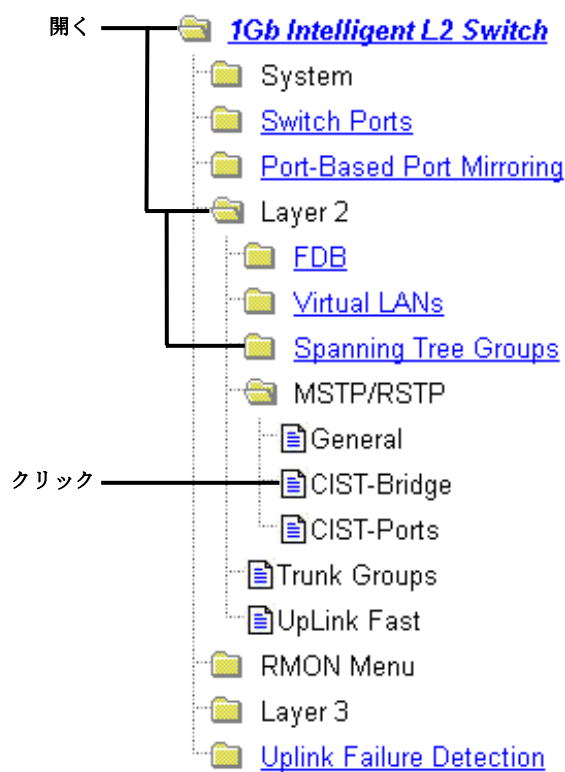 開く
1Gb Intelligent L2 Switch
System
Switch Ports
Port-Based Port Mirroring
Layer 2
FDB
Virtual LANs
Spanning Tree Groups
MSTP/RSTP
General
クリック
CIST-Bridge
CIST-Ports
Trunk Groups
UpLink Fast
RMON Menu
Layer 3
Uplink Failure Detection